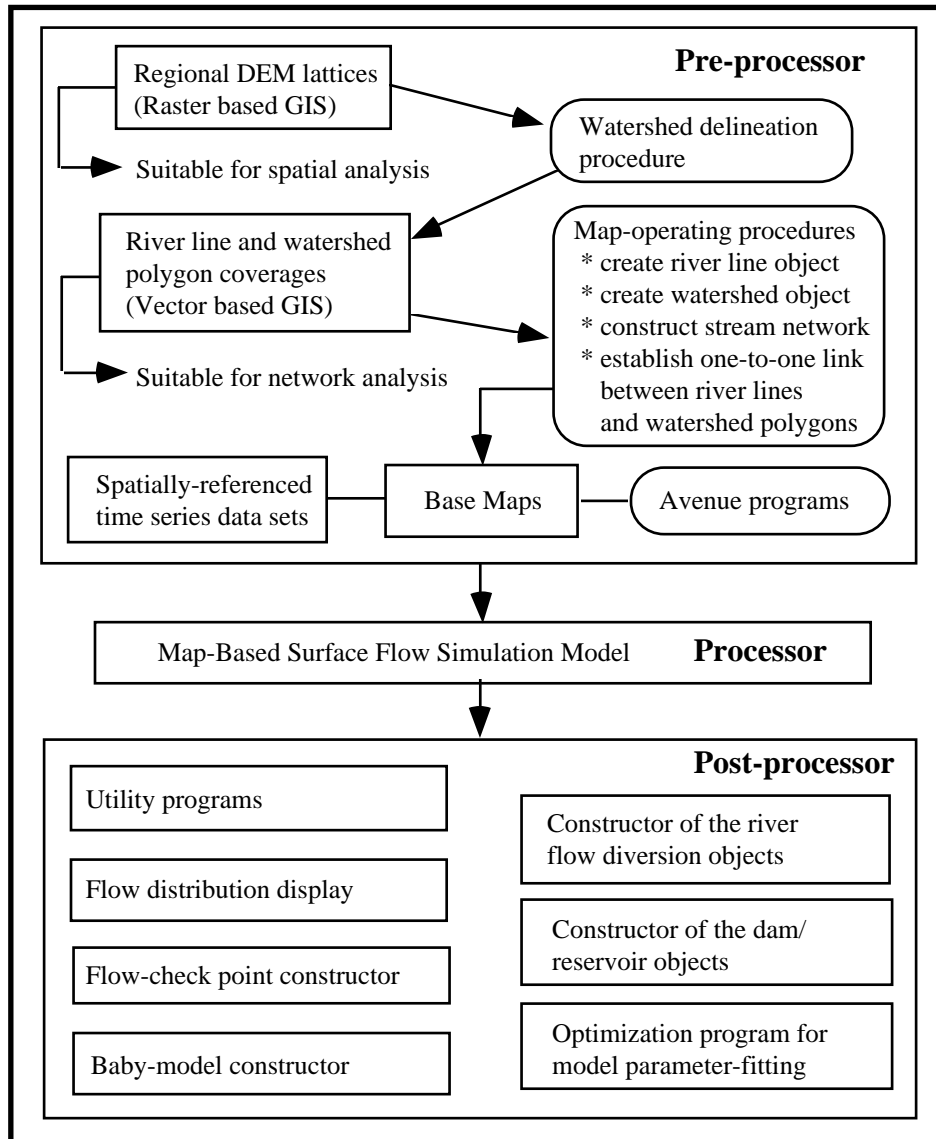 Pre-processor
Regional DEM lattices
(Raster based GIS)
Watershed delineation
procedure
Suitable for spatial analysis
River line and watershed
polygon coverages
(Vector based GIS)
Map-operating procedures
* create river line object
* create watershed object
* construct stream network
* establish one-to-one link
between river lines
and watershed polygons
Suitable for network analysis
Spatially-referenced
time series data sets
Base Maps
Avenue programs
Map-Based Surface Flow Simulation Model
Processor
Post-processor
Utility programs
Flow distribution display
Flow-check point constructor
Baby-model constructor
Constructor of the river
flow diversion objects
Constructor of the dam/
reservoir objects
Optimization program for
model parameter-fitting